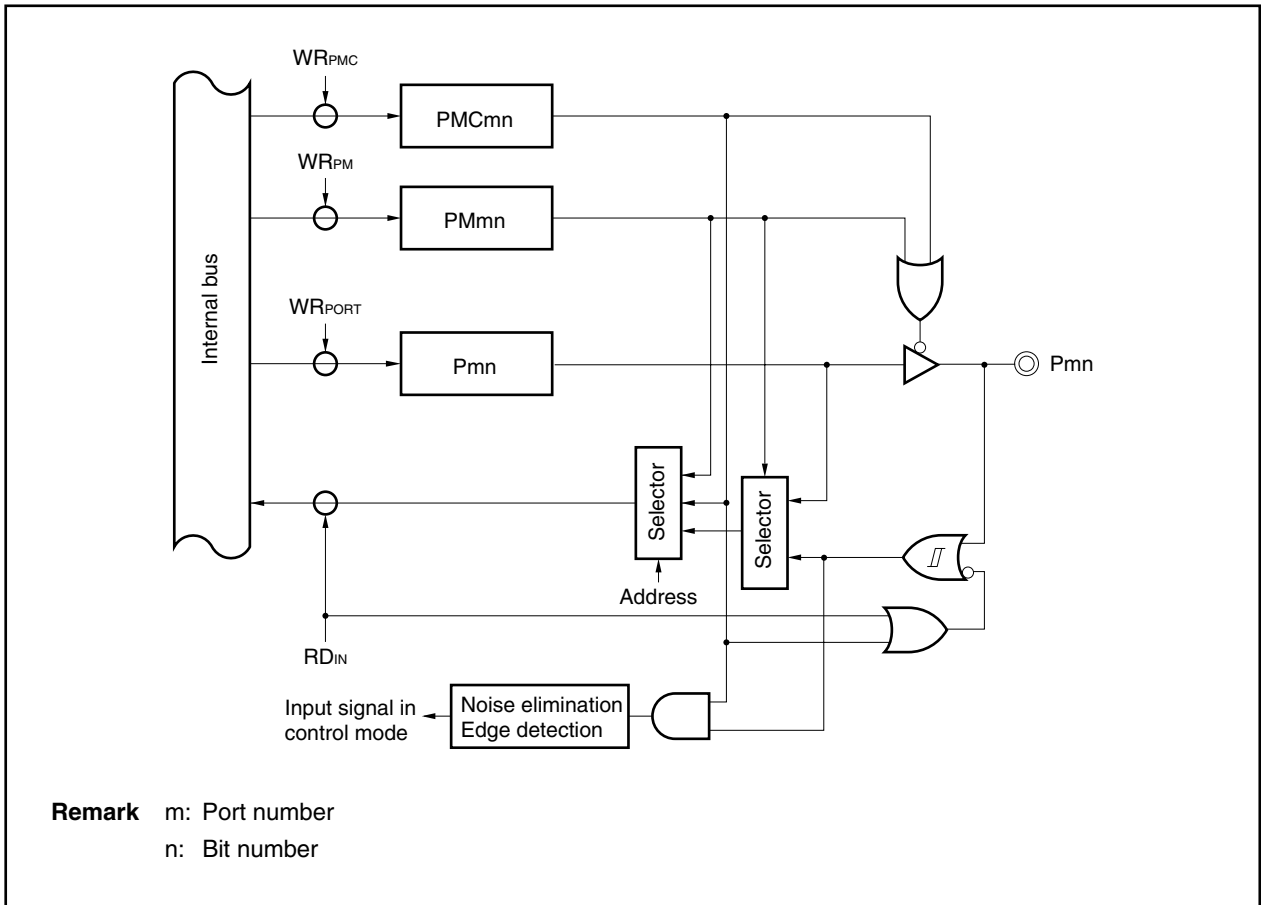 WRPMC
PMCmn
WRPM
PMmn
Internal bus
WRPORT
Pmn
Pmn
Selector
Selector
Address
RDIN
Input signal in
control mode
Noise elimination
Edge detection
Remark m: Port number
n: Bit number